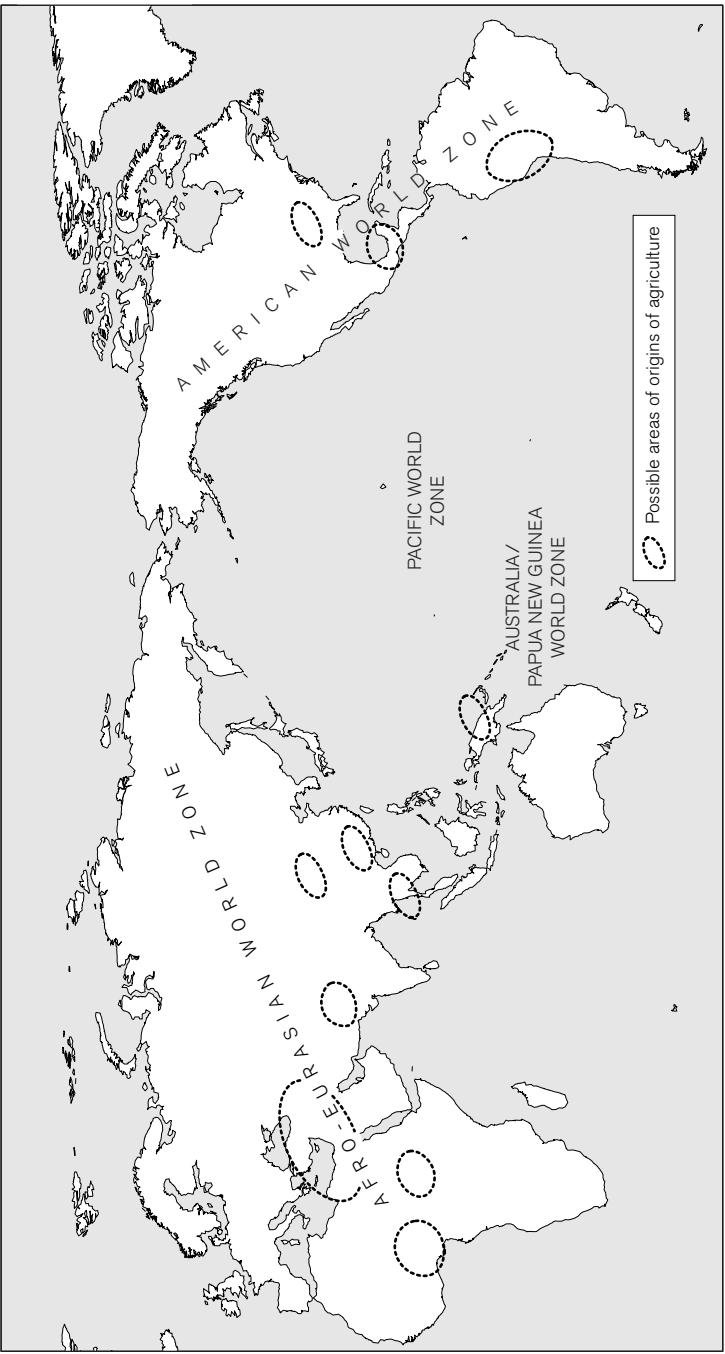 AFRO-EURASIAN WORLD ZONE
AMERICAN WORLD ZONE
PACIFIC WORLD
ZONE
AUSTRALIA/
PAPUA NEW GUINEA
WORLD ZONE
Possible areas of origins of agriculture